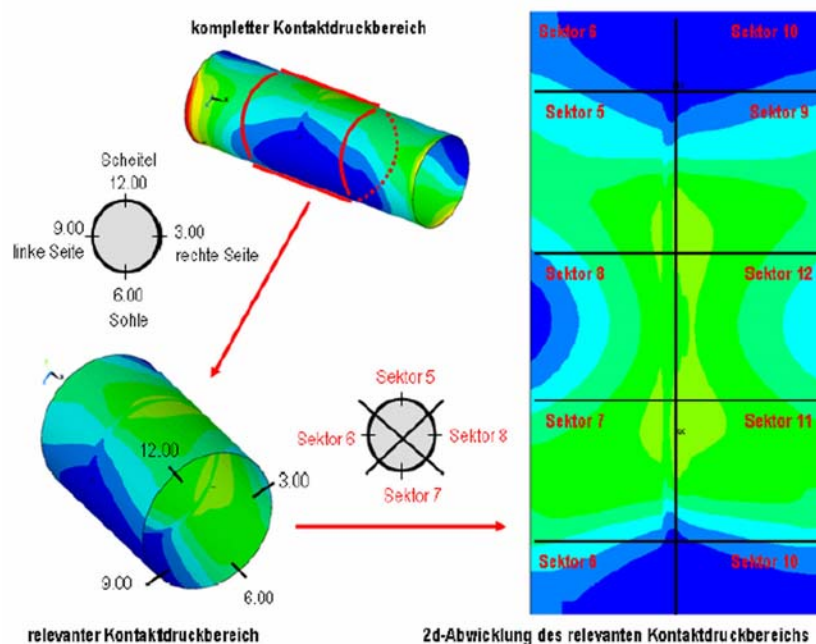 kompletter Kontaktdruckbereich
Scheitel
12.00
9.00
3.00
linke Seite
rechte Seite
6.00
Sohle
12.00
3.00
9.00
6.00
relevanter Kontaktdruckbereich
Sektor 5
Sektor 6
Sektor 8
Sektor 7
Sektor 6
Sektor 10
Sektor 5
Sektor 9
Sektor 8
Sektor 12
Sektor 7
Sektor 11
Sektor 6
Sektor 10
2d-Abwicklung des relevanten Kontaktdruckbereichs